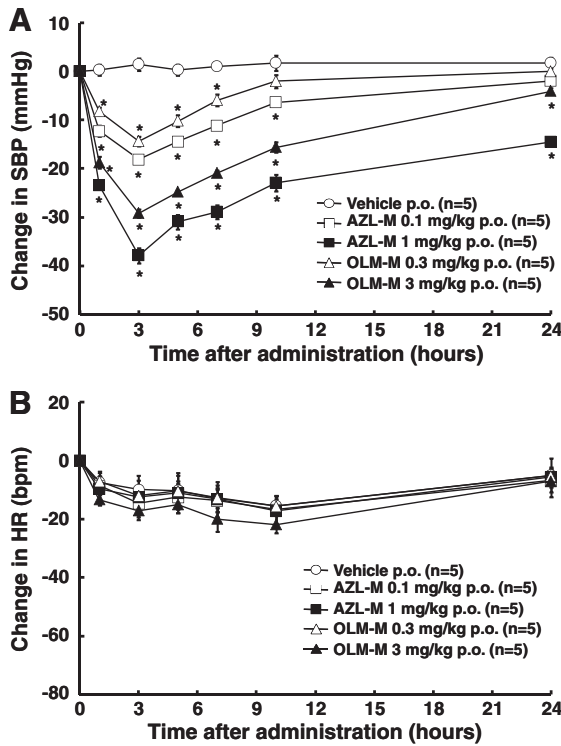 A
Change in SBP (mmHg)
10
0
-10
-20
-30
-40
-50
* * * * * * * * * * * * * * * * * * * * *
Vehicle p.o. (n=5)
AZL-M 0.1 mg/kg p.o. (n=5)
AZL-M 1 mg/kg p.o. (n=5)
OLM-M 0.3 mg/kg p.o. (n=5)
OLM-M 3 mg/kg p.o. (n=5)
0 3 6 9 12 15 18 21 24
Time after administration (hours)
B
Change in HR (bpm)
20
0
-20
-40
-60
-80
Vehicle p.o. (n=5)
AZL-M 0.1 mg/kg p.o. (n=5)
AZL-M 1 mg/kg p.o. (n=5)
OLM-M 0.3 mg/kg p.o. (n=5)
OLM-M 3 mg/kg p.o. (n=5)
0 3 6 9 12 15 18 21 24
Time after administration (hours)